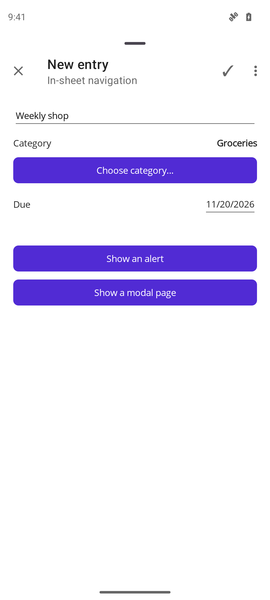 9:41
New entry
In-sheet navigation
Weekly shop
Category Groceries
Choose category...
Due 11/20/2026
Show an alert
Show a modal page